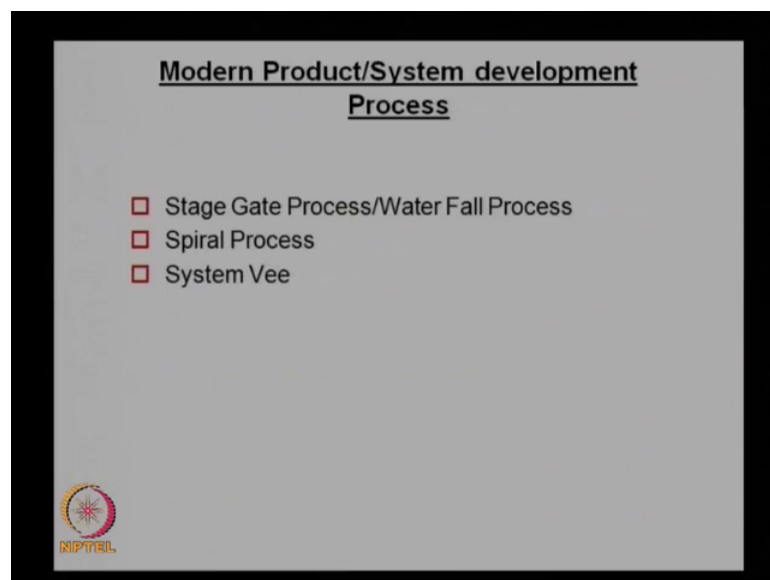 Modern Product/System development
Process
Stage Gate Process/Water Fall Process
Spiral Process
System Vee
NPTEL